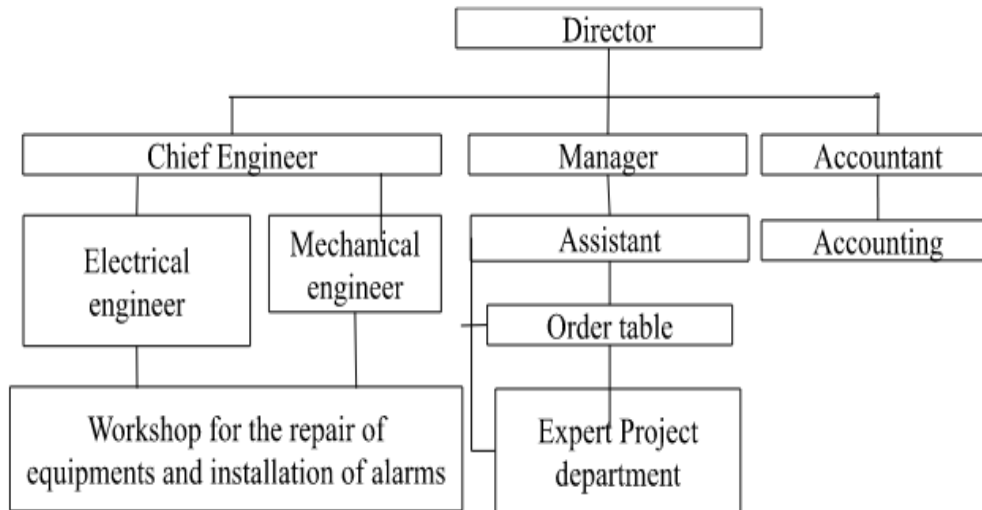 Director
Chief Engineer
Manager
Accountant
Electrical
engineer
Mechanical
engineer
Assistant
Accounting
Order table
Workshop for the repair of
equipments and installation of alarms
Expert Project
department